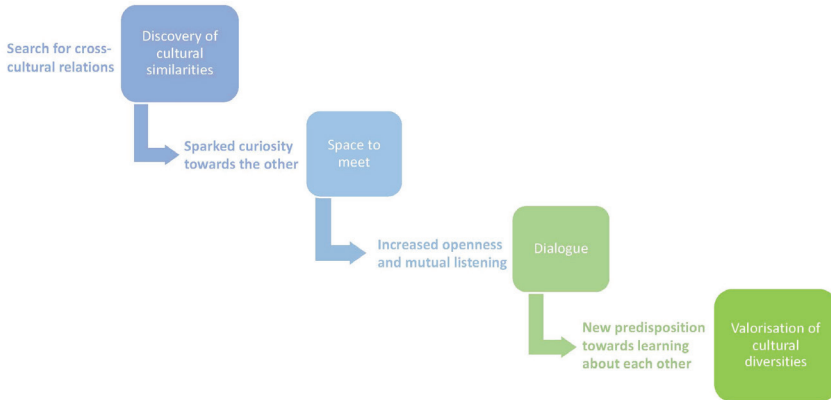 Search for cross-
cultural relations
Discovery of
cultural
similarities
Sparked curiosity
towards the other
Space to
meet
Increased openness
and mutual listening
Dialogue
New predisposition
towards learning
about each other
Valorisation of
cultural
diversities